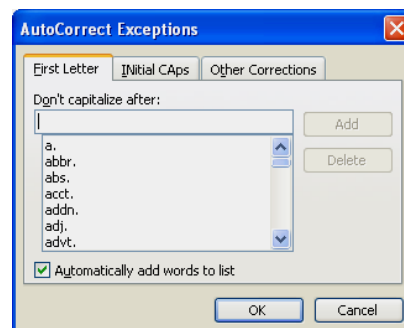 AutoCorrect Exceptions
First Letter INitial CAps Other Corrections
Don't capitalize after:
Add
a.
abbr.
Delete
abs.
acct.
addn.
adj.
advt.
Automatically add words to list
OK Cancel